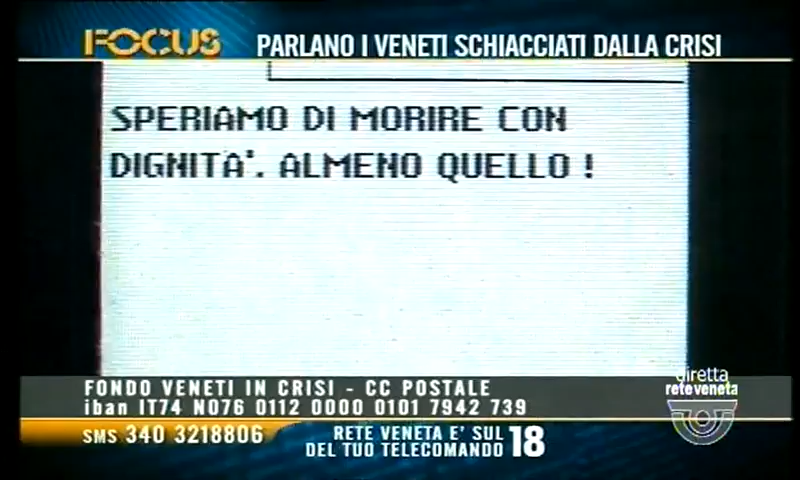 FOCUS PARLANO I VENETI SCHIACCIATI DALLA CRISI
SPERIAMO DI MORIRE CON
DIGNITA'. ALMENO QUELLO !
FONDO VENETI IN CRISI - CC POSTALE
iban IT74 N076 0112 0000 0101 7942 739
diretta
reteveneta
SMS 340 3218806
RETE VENETA E' SUL
DEL TUO TELECOMANDO 18